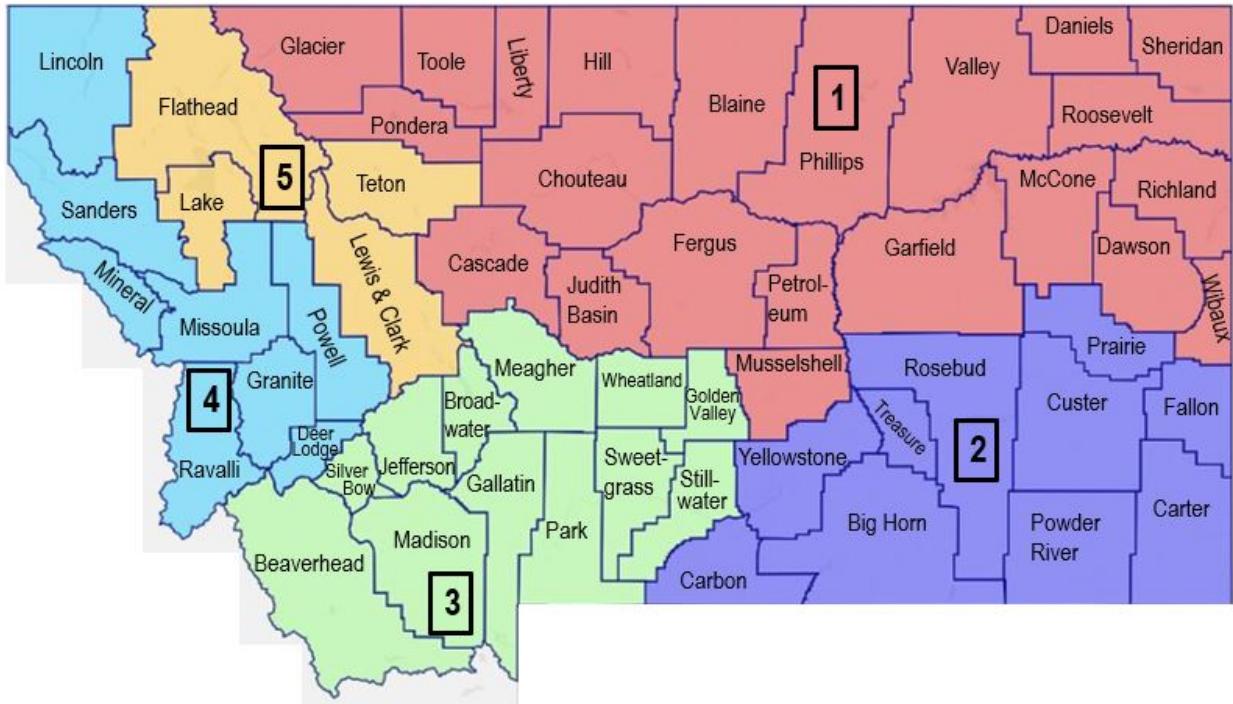 Lincoln
Flathead
Glacier
Toole
Liberty
Hill
Blaine
1
Phillips
Valley
Daniels
Sheridan
Roosevelt
Pondera
5
Teton
Chouteau
McCone
Richland
Sanders
Lake
Lewis & Clark
Cascade
Judith
Basin
Fergus
Petrol-
eum
Garfield
Dawson
Wibaux
Mineral
Missoula
Powell
Granite
4
Ravalli
Deer
Lodge
Silver
Bow
Jefferson
Broad-
water
Meagher
Wheatland
Golden
Valley
Musselshell
Rosebud
Prairie
Treasure
2
Custer
Fallon
Yellowstone
Sweet-
grass
Still-
water
Gallatin
Park
Madison
Beaverhead
3
Carbon
Big Horn
Powder
River
Carter